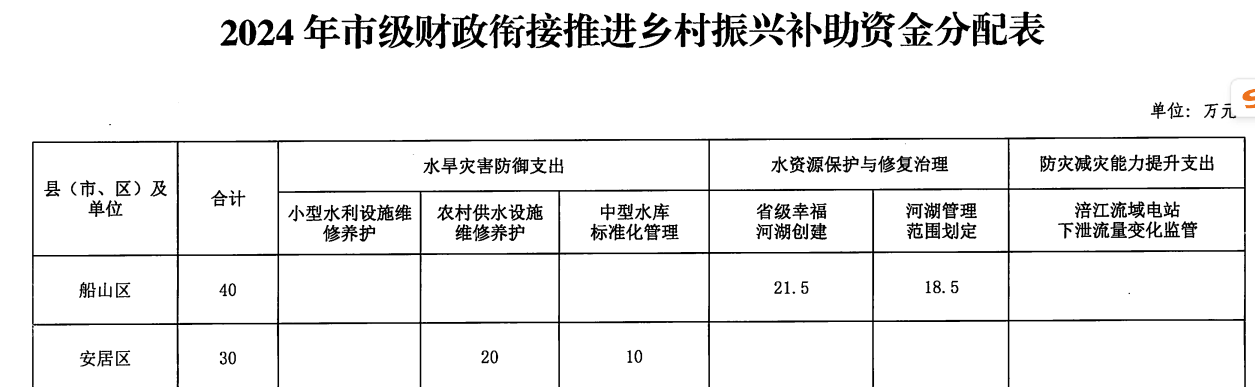 2024年市级财政衔接推进乡村振兴补助资金分配表
单位：万元
县（市、区）及
单位
合计
水旱灾害防御支出
水资源保护与修复治理
防灾减灾能力提升支出
小型水利设施维
修养护
农村供水设施
维修养护
中型水库
标准化管理
省级幸福
河湖创建
河湖管理
范围划定
涪江流域电站
下泄流量变化监管
船山区
40
21.5
18.5
安居区
30
20
10